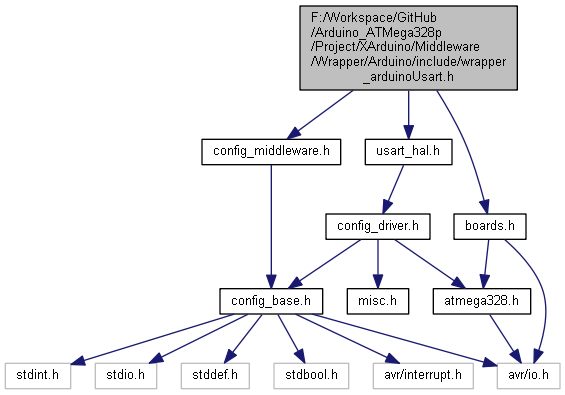 F:/Workspace/GitHub
/Arduino_ATMega328p
/Project/XArduino/Middleware
/Wrapper/Arduino/include/wrapper
_arduinoUsart.h
config_middleware.h
usart_hal.h
config_driver.h
boards.h
config_base.h
misc.h
atmega328.h
stdint.h
stdio.h
stddef.h
stdbool.h
avr/interrupt.h
avr/io.h